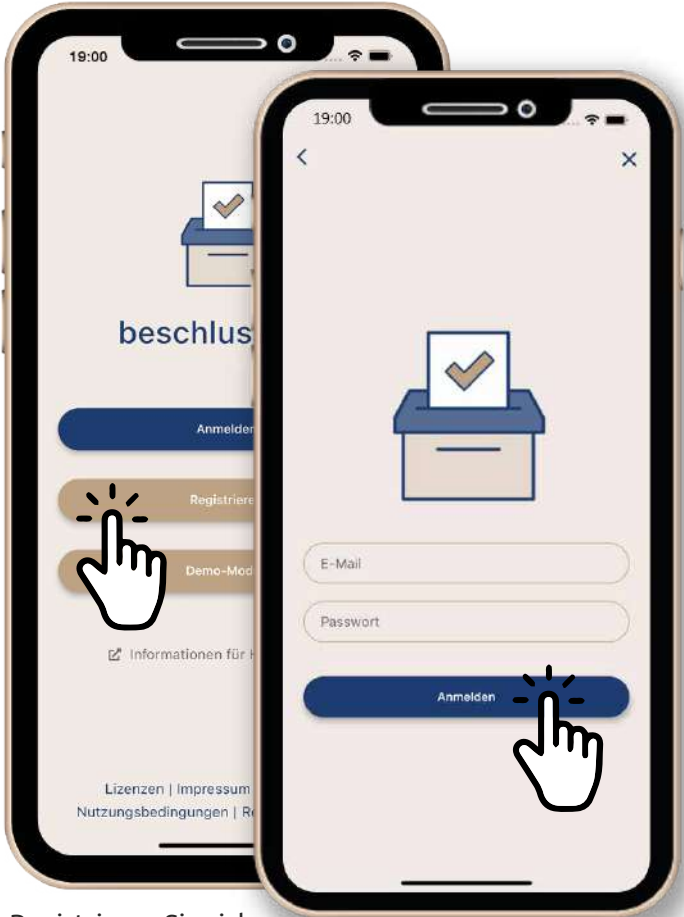 19:00
beschlus
Anmelden
Registriere
Demo-Mod
Informationen für
Lizenzen | Impressum
Nutzungsbedingungen | R
19:00
E-Mail
Passwort
Anmelden